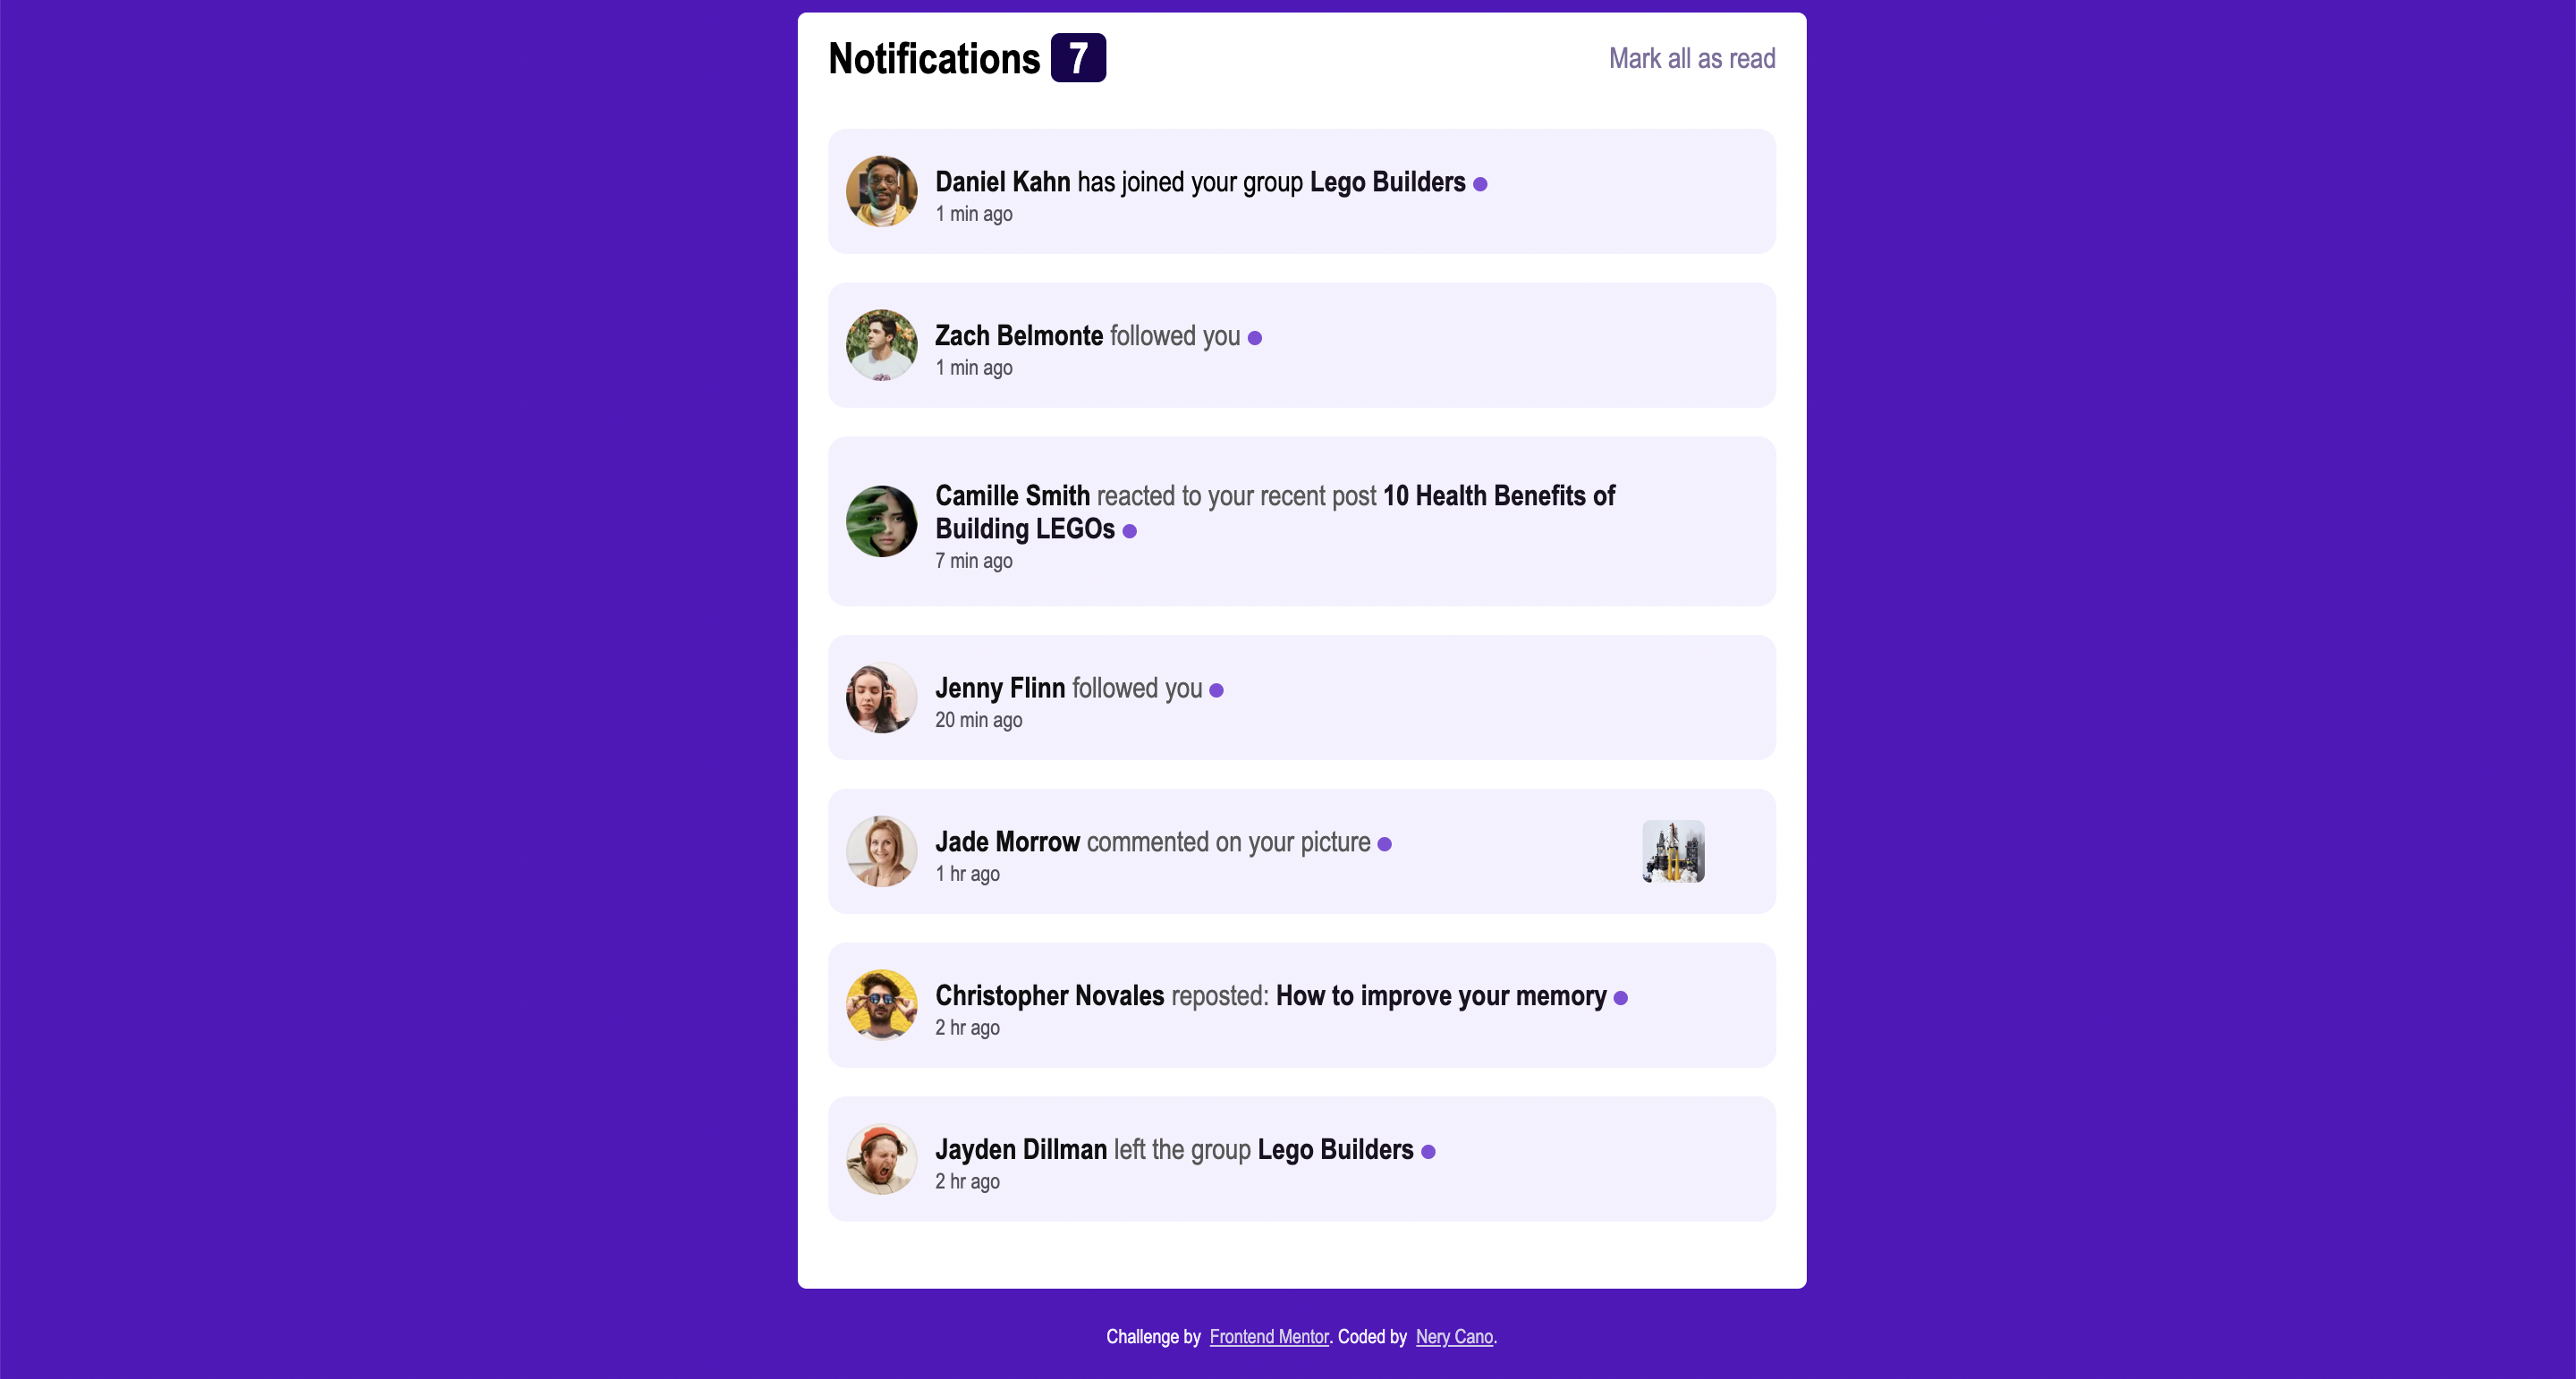 Notifications 7
Mark all as read
Daniel Kahn has joined your group Lego Builders
1 min ago
Zach Belmonte followed you
1 min ago
Camille Smith reacted to your recent post 10 Health Benefits of
Building LEGOs
7 min ago
Jenny Flinn followed you
20 min ago
Jade Morrow commented on your picture
1 hr ago
Christopher Novales reposted: How to improve your memory
2 hr ago
Jayden Dillman left the group Lego Builders
2 hr ago
Challenge by Frontend Mentor. Coded by Nery Cano.